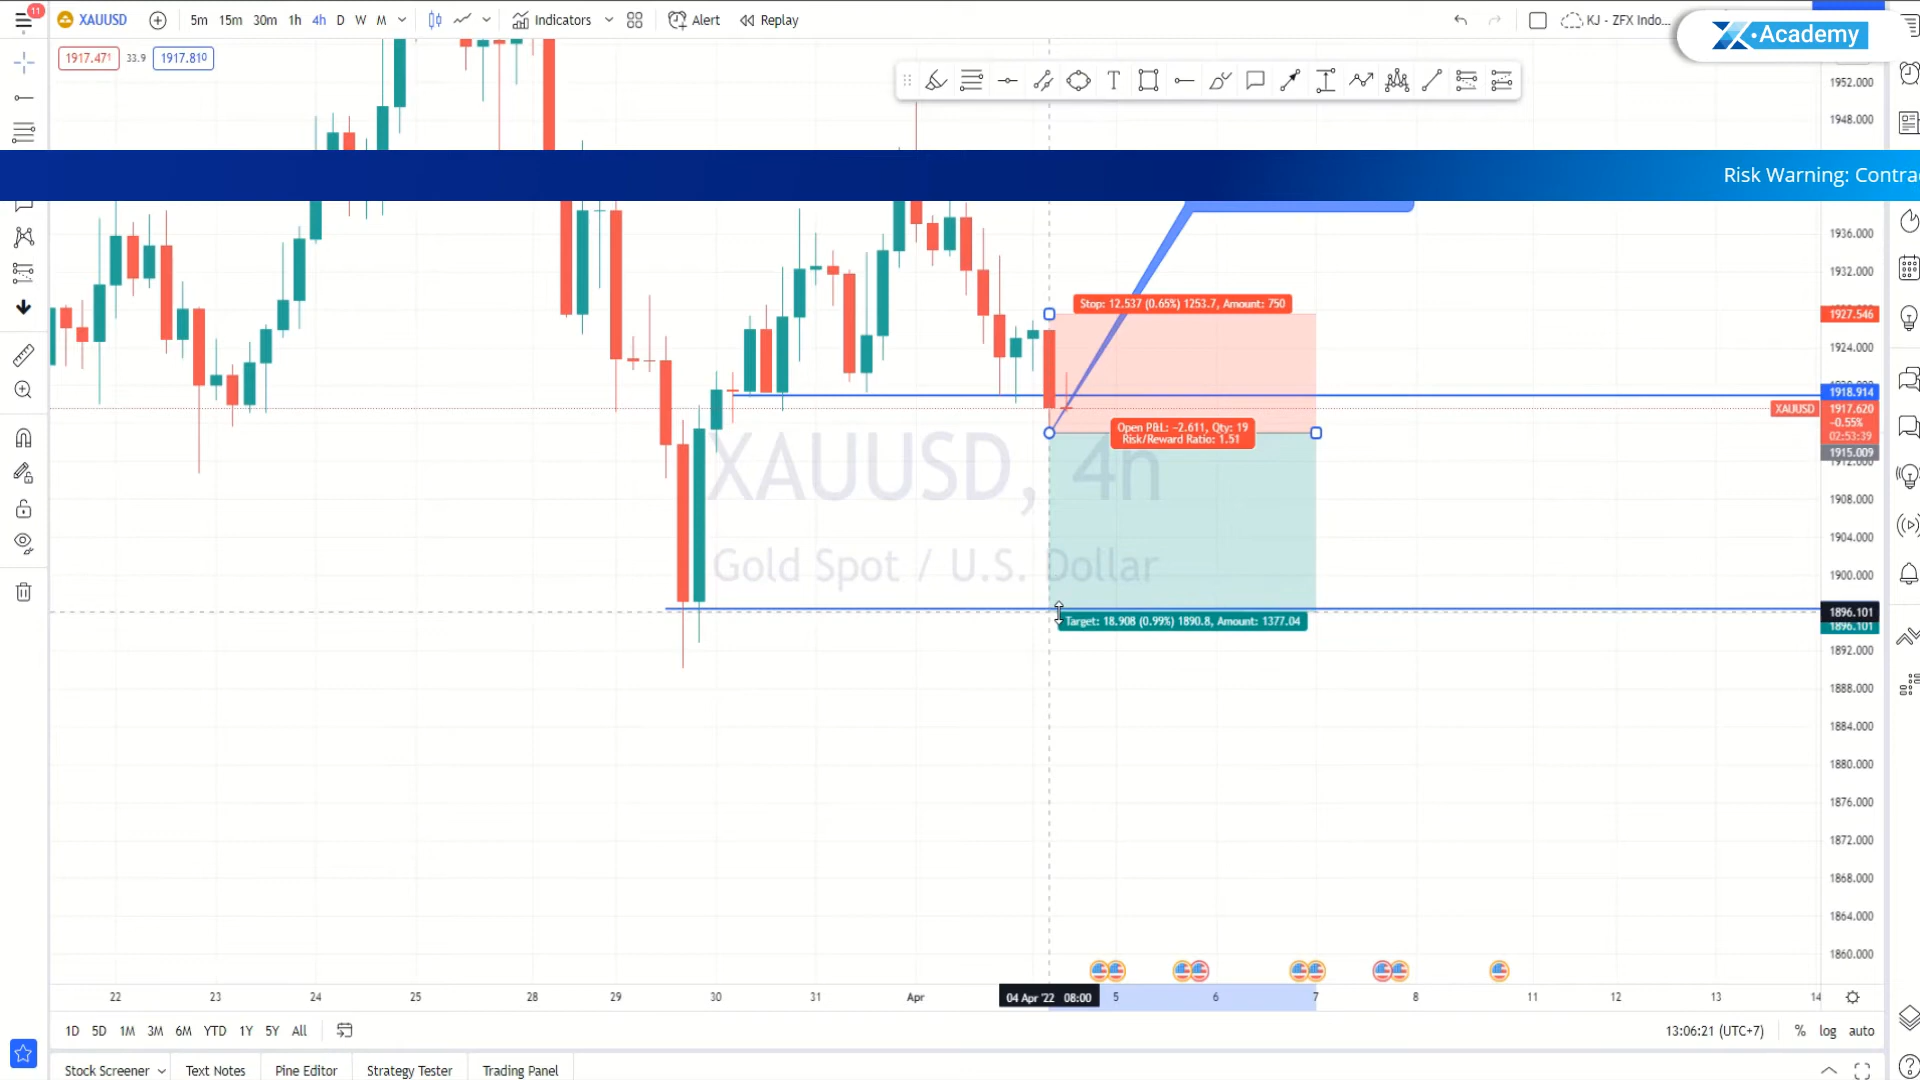 11
XAUUSD
5m 15m 30m 1h 4h D W M
Indicators
Alert
Replay
KJ - ZFX Indo...
Academy
1917.471 33.9 1917.810
1952.000
1948.000
Risk Warning: Contra
1936.000
1932.000
Stop: 12.537 (0.65%) 1253.7, Amount: 750
1927.546
1924.000
1918.914
XAUUSD 1917.620
-0.55%
02:53:39
Open P&L: −2.611, Qty: 19
Risk/Reward Ratio: 1.51
1915.009
1912.000
XAUUSD, 4h
1908.000
1904.000
Gold Spot / U.S. Dollar
1900.000
1896.101
Target: 18.908 (0.99%) 1890.8, Amount: 1377.04
1896.101
1892.000
1888.000
1884.000
1880.000
1876.000
1872.000
1868.000
1864.000
1860.000
22 23 24 25 28 29 30 31 Apr 04 Apr '22 08:00 5 6 7 8 11 12 13 14
1D 5D 1M 3M 6M YTD 1Y 5Y All
13:06:21 (UTC+7) % log auto
Stock Screener Text Notes Pine Editor Strategy Tester Trading Panel